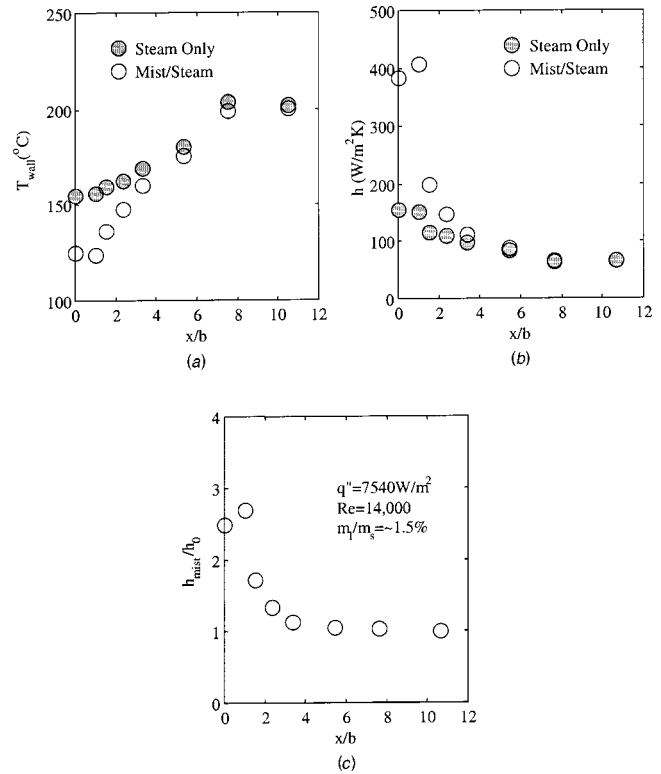 250
Steam Only
Mist/Steam
200
T_wall(°C)
150
100
0 2 4 6 8 10 12
x/b
(a)
500
Steam Only
Mist/Steam
400
300
h (W/m²K)
200
100
0
0 2 4 6 8 10 12
x/b
(b)
4
q"=7540W/m²
Re=14,000
m_l/m_s=~1.5%
3
h_mist/h_0
2
1
0
0 2 4 6 8 10 12
x/b
(c)